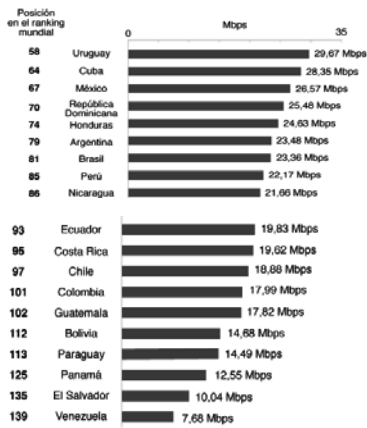 Posición
en el ranking
mundial
Mbps
0 35
58 Uruguay 29,67 Mbps
64 Cuba 28,35 Mbps
67 México 26,57 Mbps
70 República
Dominicana 25,48 Mbps
74 Honduras 24,63 Mbps
79 Argentina 23,48 Mbps
81 Brasil 23,36 Mbps
85 Perú 22,17 Mbps
86 Nicaragua 21,66 Mbps
93 Ecuador 19,83 Mbps
95 Costa Rica 19,62 Mbps
97 Chile 18,88 Mbps
101 Colombia 17,99 Mbps
102 Guatemala 17,82 Mbps
112 Bolivia 14,68 Mbps
113 Paraguay 14,49 Mbps
125 Panamá 12,55 Mbps
135 El Salvador 10,04 Mbps
139 Venezuela 7,68 Mbps